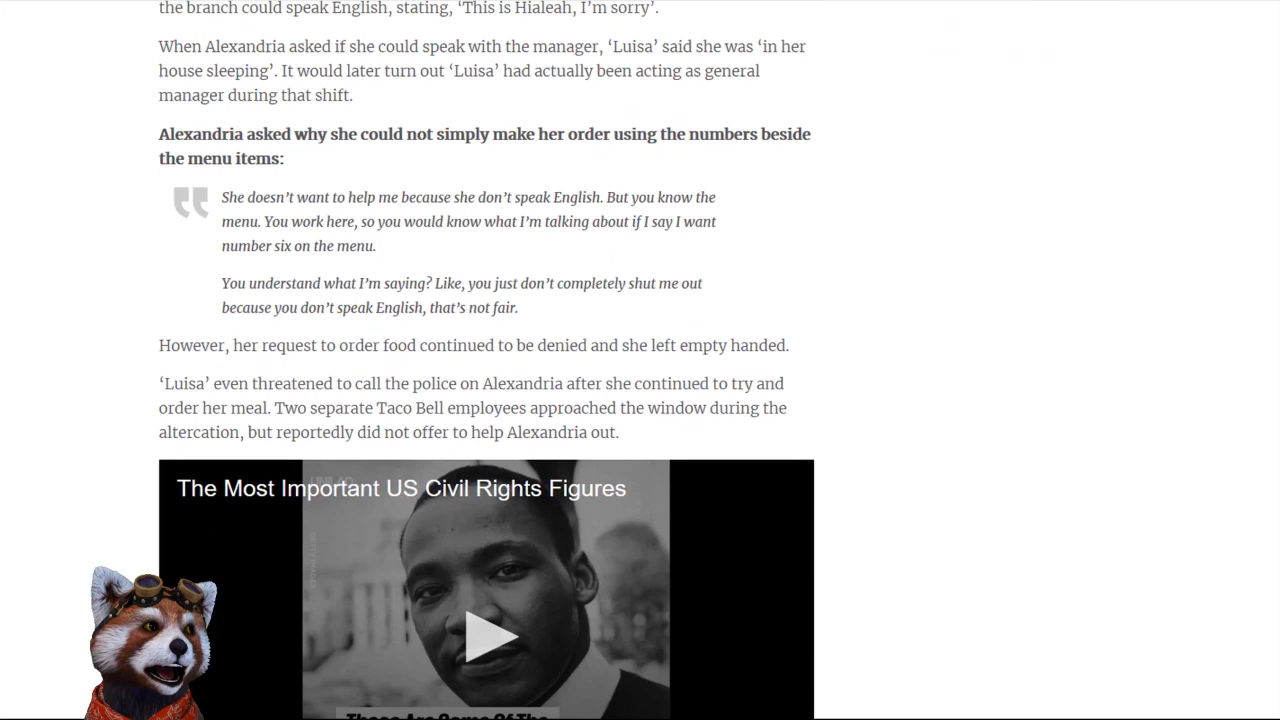 the branch could speak English, stating, ‘This is Hialeah, I’m sorry’.
When Alexandria asked if she could speak with the manager, ‘Luisa’ said she was ‘in her
house sleeping’. It would later turn out ‘Luisa’ had actually been acting as general
manager during that shift.
Alexandria asked why she could not simply make her order using the numbers beside
the menu items:
She doesn’t want to help me because she don’t speak English. But you know the
menu. You work here, so you would know what I’m talking about if I say I want
number six on the menu.
You understand what I’m saying? Like, you just don’t completely shut me out
because you don’t speak English, that’s not fair.
However, her request to order food continued to be denied and she left empty handed.
‘Luisa’ even threatened to call the police on Alexandria after she continued to try and
order her meal. Two separate Taco Bell employees approached the window during the
altercation, but reportedly did not offer to help Alexandria out.
The Most Important US Civil Rights Figures
These Are Some Of The